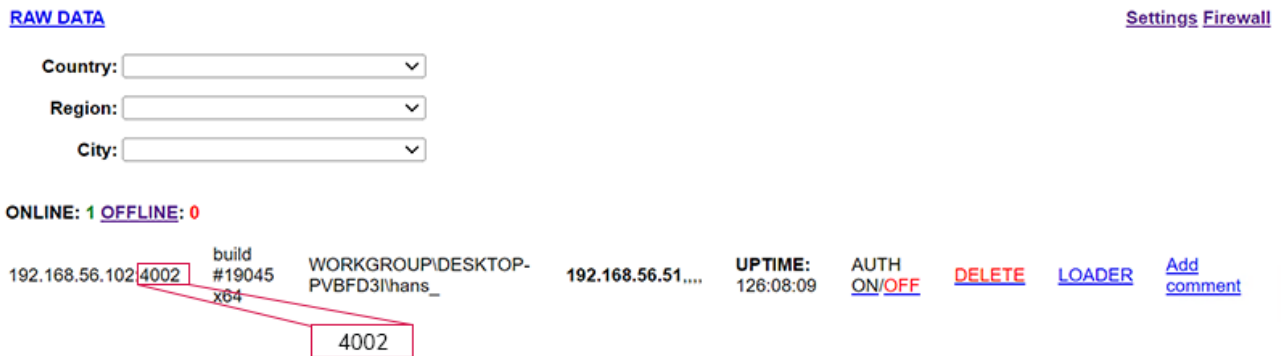 RAW DATA
Settings Firewall
Country:
Region:
City:
ONLINE: 1 OFFLINE: 0
192.168.56.102:4002
build
#19045
x64
WORKGROUP\DESKTOP-
PVBFD3I\hans_
192.168.56.51,,,,
UPTIME:
126:08:09
AUTH
ON/OFF
DELETE
LOADER
Add
comment
4002